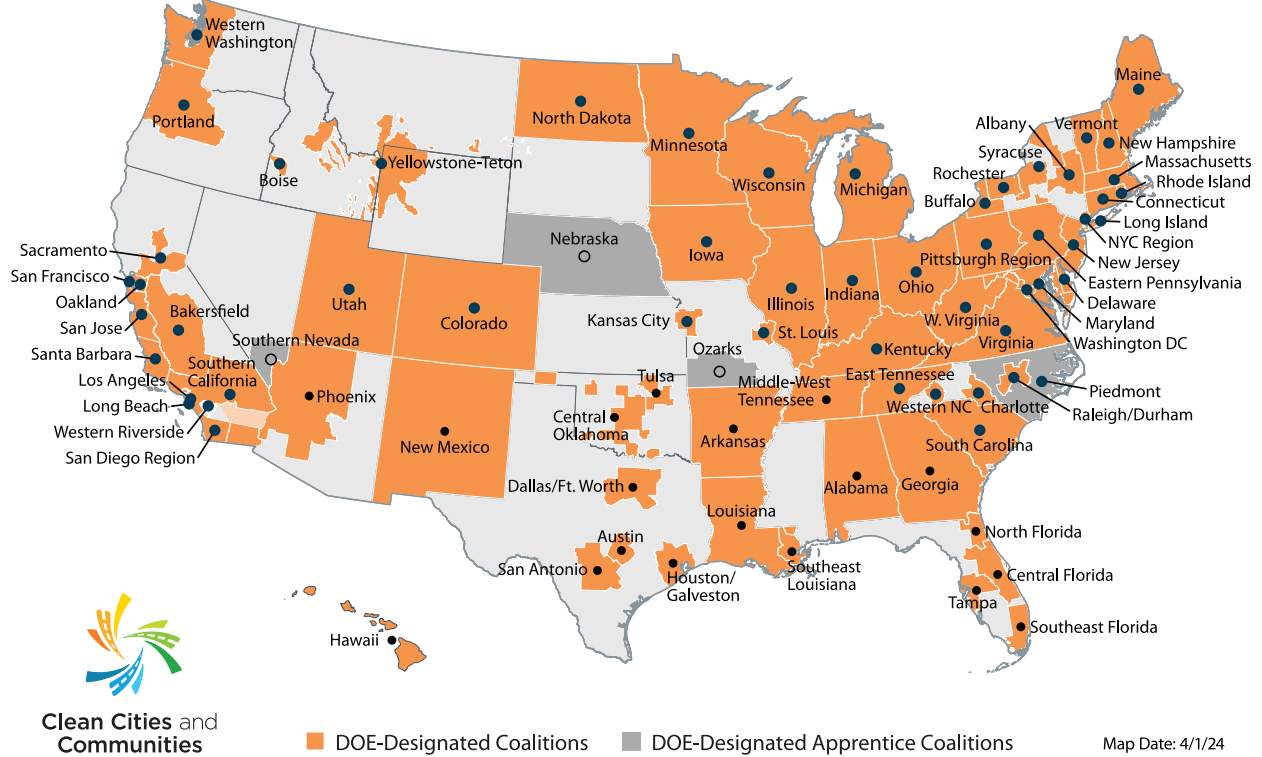 Western
Washington
Portland
Boise
Yellowstone-Teton
North Dakota
Minnesota
Wisconsin
Michigan
Maine
Albany
Vermont
New Hampshire
Syracuse
Massachusetts
Rochester
Rhode Island
Buffalo
Connecticut
Long Island
NYC Region
New Jersey
Pittsburgh Region
Eastern Pennsylvania
Delaware
Maryland
Washington DC
Nebraska
Iowa
Illinois
Indiana
Ohio
W. Virginia
Virginia
Sacramento
San Francisco
Oakland
San Jose
Bakersfield
Utah
Colorado
Kansas City
St. Louis
Kentucky
Southern Nevada
Santa Barbara
Southern
California
Los Angeles
Long Beach
Western Riverside
San Diego Region
Phoenix
New Mexico
Ozarks
Tulsa
Central
Oklahoma
Middle-West
Tennessee
East Tennessee
Western NC
Charlotte
Piedmont
Raleigh/Durham
South Carolina
Arkansas
Dallas/Ft. Worth
Louisiana
Alabama
Georgia
Austin
San Antonio
Houston/
Galveston
Southeast
Louisiana
North Florida
Central Florida
Tampa
Southeast Florida
Hawaii
Clean Cities and
Communities
DOE-Designated Coalitions
DOE-Designated Apprentice Coalitions
Map Date: 4/1/24